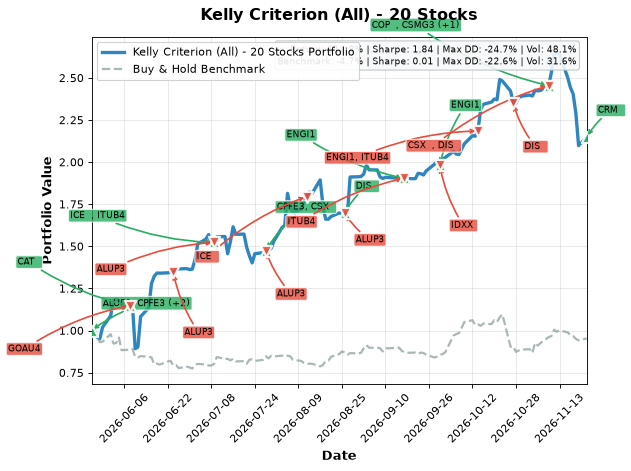 Kelly Criterion (All) - 20 Stocks
COP , CSMG3 (+1)
Kelly Criterion (All) - 20 Stocks Portfolio
Buy & Hold Benchmark
% | Sharpe: 1.84 | Max DD: -24.7% | Vol: 48.1%
% | Sharpe: 0.01 | Max DD: -22.6% | Vol: 31.6%
Portfolio Value
2.50
2.25
2.00
1.75
1.50
1.25
1.00
0.75
CRM
ENGI1
ENGI1
CSX , DIS
DIS
ENGI1, ITUB4
DIS
CPFE3, CSX
ICE , ITUB4
ITUB4
IDXX
ALUP3
ICE
CAT
ALUP3
ALUP3
CPFE3 (+2)
ALUP3
GOAU4
2026-06-06
2026-06-22
2026-07-08
2026-07-24
2026-08-09
2026-08-25
2026-09-10
2026-09-26
2026-10-12
2026-10-28
2026-11-13
Date